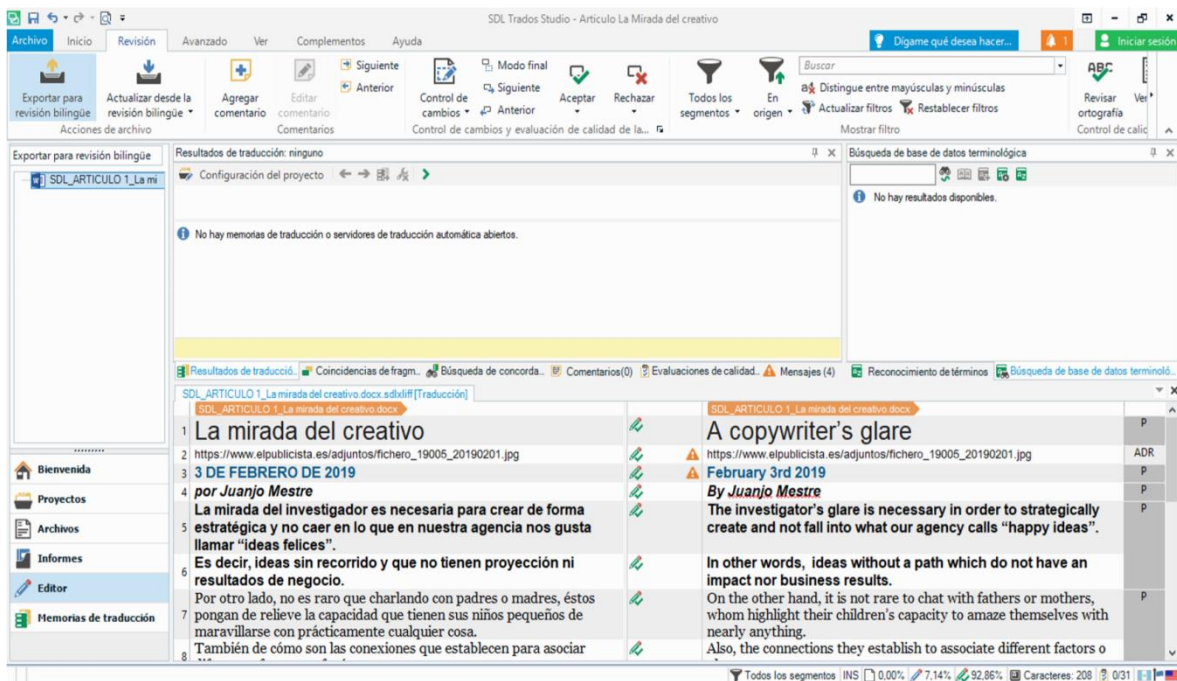 SDL Trados Studio - Artículo La Mirada del creativo
Archivo Inicio Revisión Avanzado Ver Complementos Ayuda
Dígame qué desea hacer...
1
Iniciar sesión
Exportar para
revisión bilingüe
Actualizar desde la
revisión bilingüe
Acciones de archivo
Agregar
comentario
Editar
comentario
Siguiente
Anterior
Comentarios
Control de
cambios
Modo final
Siguiente
Anterior
Aceptar
Rechazar
Control de cambios y evaluación de calidad de la...
Todos los
segmentos
En
origen
Buscar
Distingue entre mayúsculas y minúsculas
Actualizar filtros Restablecer filtros
Mostrar filtro
ABC
Revisar
ortografía
Ver
Control de calic
Exportar para revisión bilingüe
SDL_ARTICULO 1_La mi
Resultados de traducción: ninguno
Configuración del proyecto
No hay memorias de traducción o servidores de traducción automática abiertos.
Búsqueda de base de datos terminológica
No hay resultados disponibles.
Resultados de traducció.. Coincidencias de fragm.. Búsqueda de concorda.. Comentarios(0) Evaluaciones de calidad.. Mensajes (4)
Reconocimiento de términos Búsqueda de base de datos terminoló..
SDL_ARTICULO 1_La mirada del creativo.docx.sdlxliff [Traducción]
SDL_ARTICULO 1_La mirada del creativo.docx SDL_ARTICULO 1_La mirada del creativo.docx
1 La mirada del creativo A copywriter's glare P
2 https://www.elpublicista.es/adjuntos/fichero_19005_20190201.jpg https://www.elpublicista.es/adjuntos/fichero_19005_20190201.jpg ADR
3 3 DE FEBRERO DE 2019 February 3rd 2019 P
4 por Juanjo Mestre By Juanjo Mestre P
5 La mirada del investigador es necesaria para crear de forma
estratégica y no caer en lo que en nuestra agencia nos gusta
llamar “ideas felices”.
The investigator’s glare is necessary in order to strategically
create and not fall into what our agency calls “happy ideas”.
P
6 Es decir, ideas sin recorrido y que no tienen proyección ni
resultados de negocio.
In other words, ideas without a path which do not have an
impact nor business results.
7 Por otro lado, no es raro que charlando con padres o madres, éstos
pongan de relieve la capacidad que tienen sus niños pequeños de
maravillarse con prácticamente cualquier cosa.
On the other hand, it is not rare to chat with fathers or mothers,
whom highlight their children's capacity to amaze themselves with
nearly anything.
P
8 También de cómo son las conexiones que establecen para asociar
Also, the connections they establish to associate different factors o
Bienvenida
Proyectos
Archivos
Informes
Editor
Memorias de traducción
Todos los segmentos INS 0,00% 7,14% 92,86% Caracteres: 208 0/31